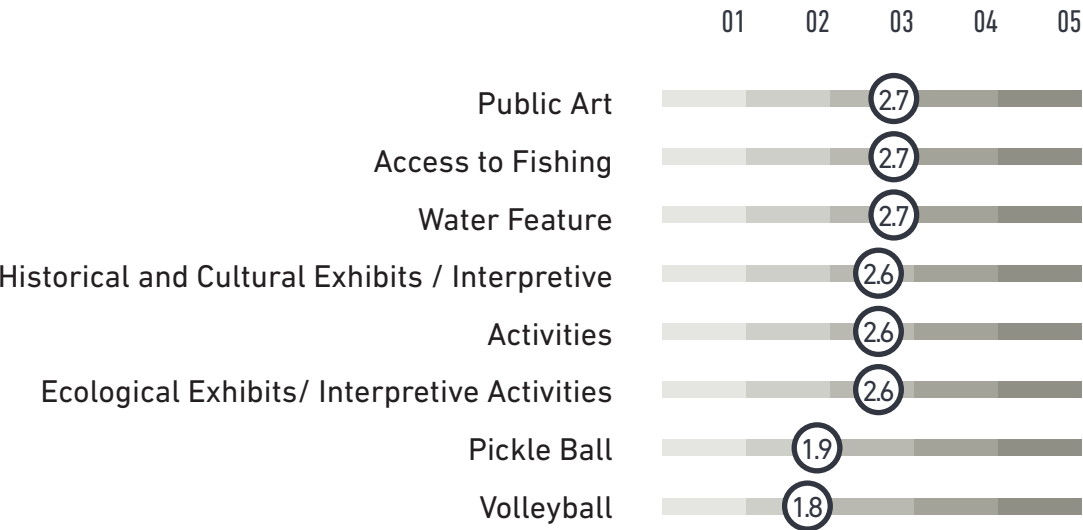 01 02 03 04 05
Public Art 2.7
Access to Fishing 2.7
Water Feature 2.7
Historical and Cultural Exhibits / Interpretive 2.6
Activities 2.6
Ecological Exhibits/ Interpretive Activities 2.6
Pickle Ball 1.9
Volleyball 1.8